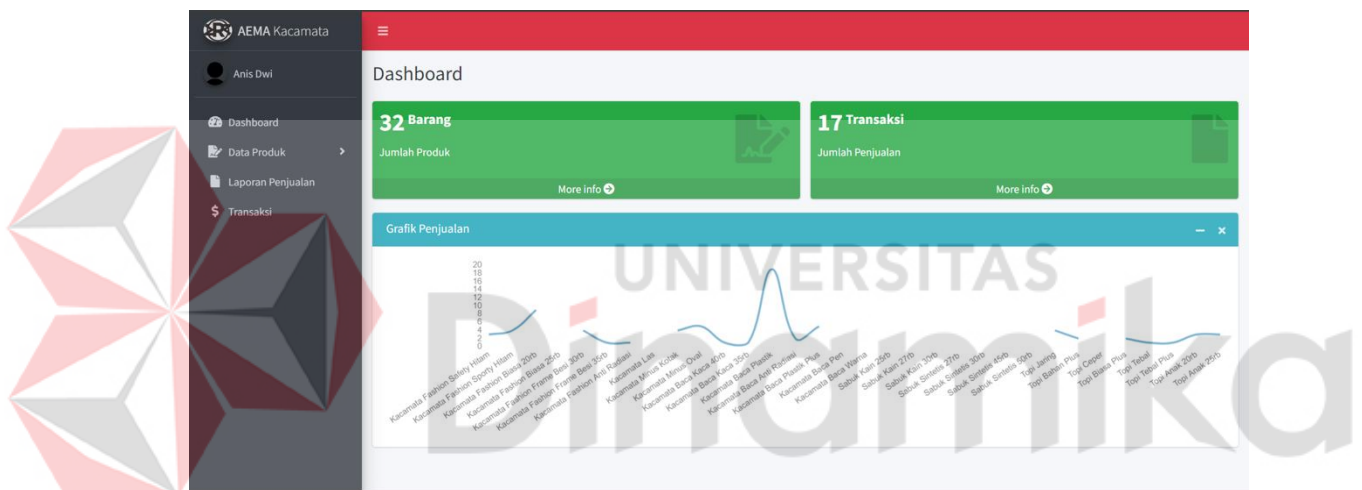 AEMA Kacamata
Anis Dwi
Dashboard
Data Produk
Laporan Penjualan
$ Transaksi
Dashboard
32 Barang
Jumlah Produk
More info
17 Transaksi
Jumlah Penjualan
More info
Grafik Penjualan
20
18
16
14
12
10
8
6
4
2
0
Kacamata Fashion Safety Hitam
Kacamata Fashion Sporty Hitam
Kacamata Fashion Biasa 20rb
Kacamata Fashion Biasa 25rb
Kacamata Fashion Frame Besi 30rb
Kacamata Fashion Frame Besi 35rb
Kacamata Fashion Anti Radiasi
Kacamata Las
Kacamata Minus Kotak
Kacamata Minus Oval
Kacamata Baca Kaca 40rb
Kacamata Baca Kaca 35rb
Kacamata Baca Plastik
Kacamata Baca Anti Radiasi
Kacamata Baca Plastik Plus
Kacamata Baca Pen
Kacamata Baca Warna
Sabuk Kain 25rb
Sabuk Kain 27rb
Sabuk Kain 30rb
Sabuk Sintetis 27rb
Sabuk Sintetis 30rb
Sabuk Sintetis 45rb
Sabuk Sintetis 50rb
Topi Jaring
Topi Bahan Plus
Topi Ceper
Topi Biasa Plus
Topi Tebal
Topi Tebal Plus
Topi Anak 20rb
Topi Anak 25rb
UNIVERSITAS
Dinamika